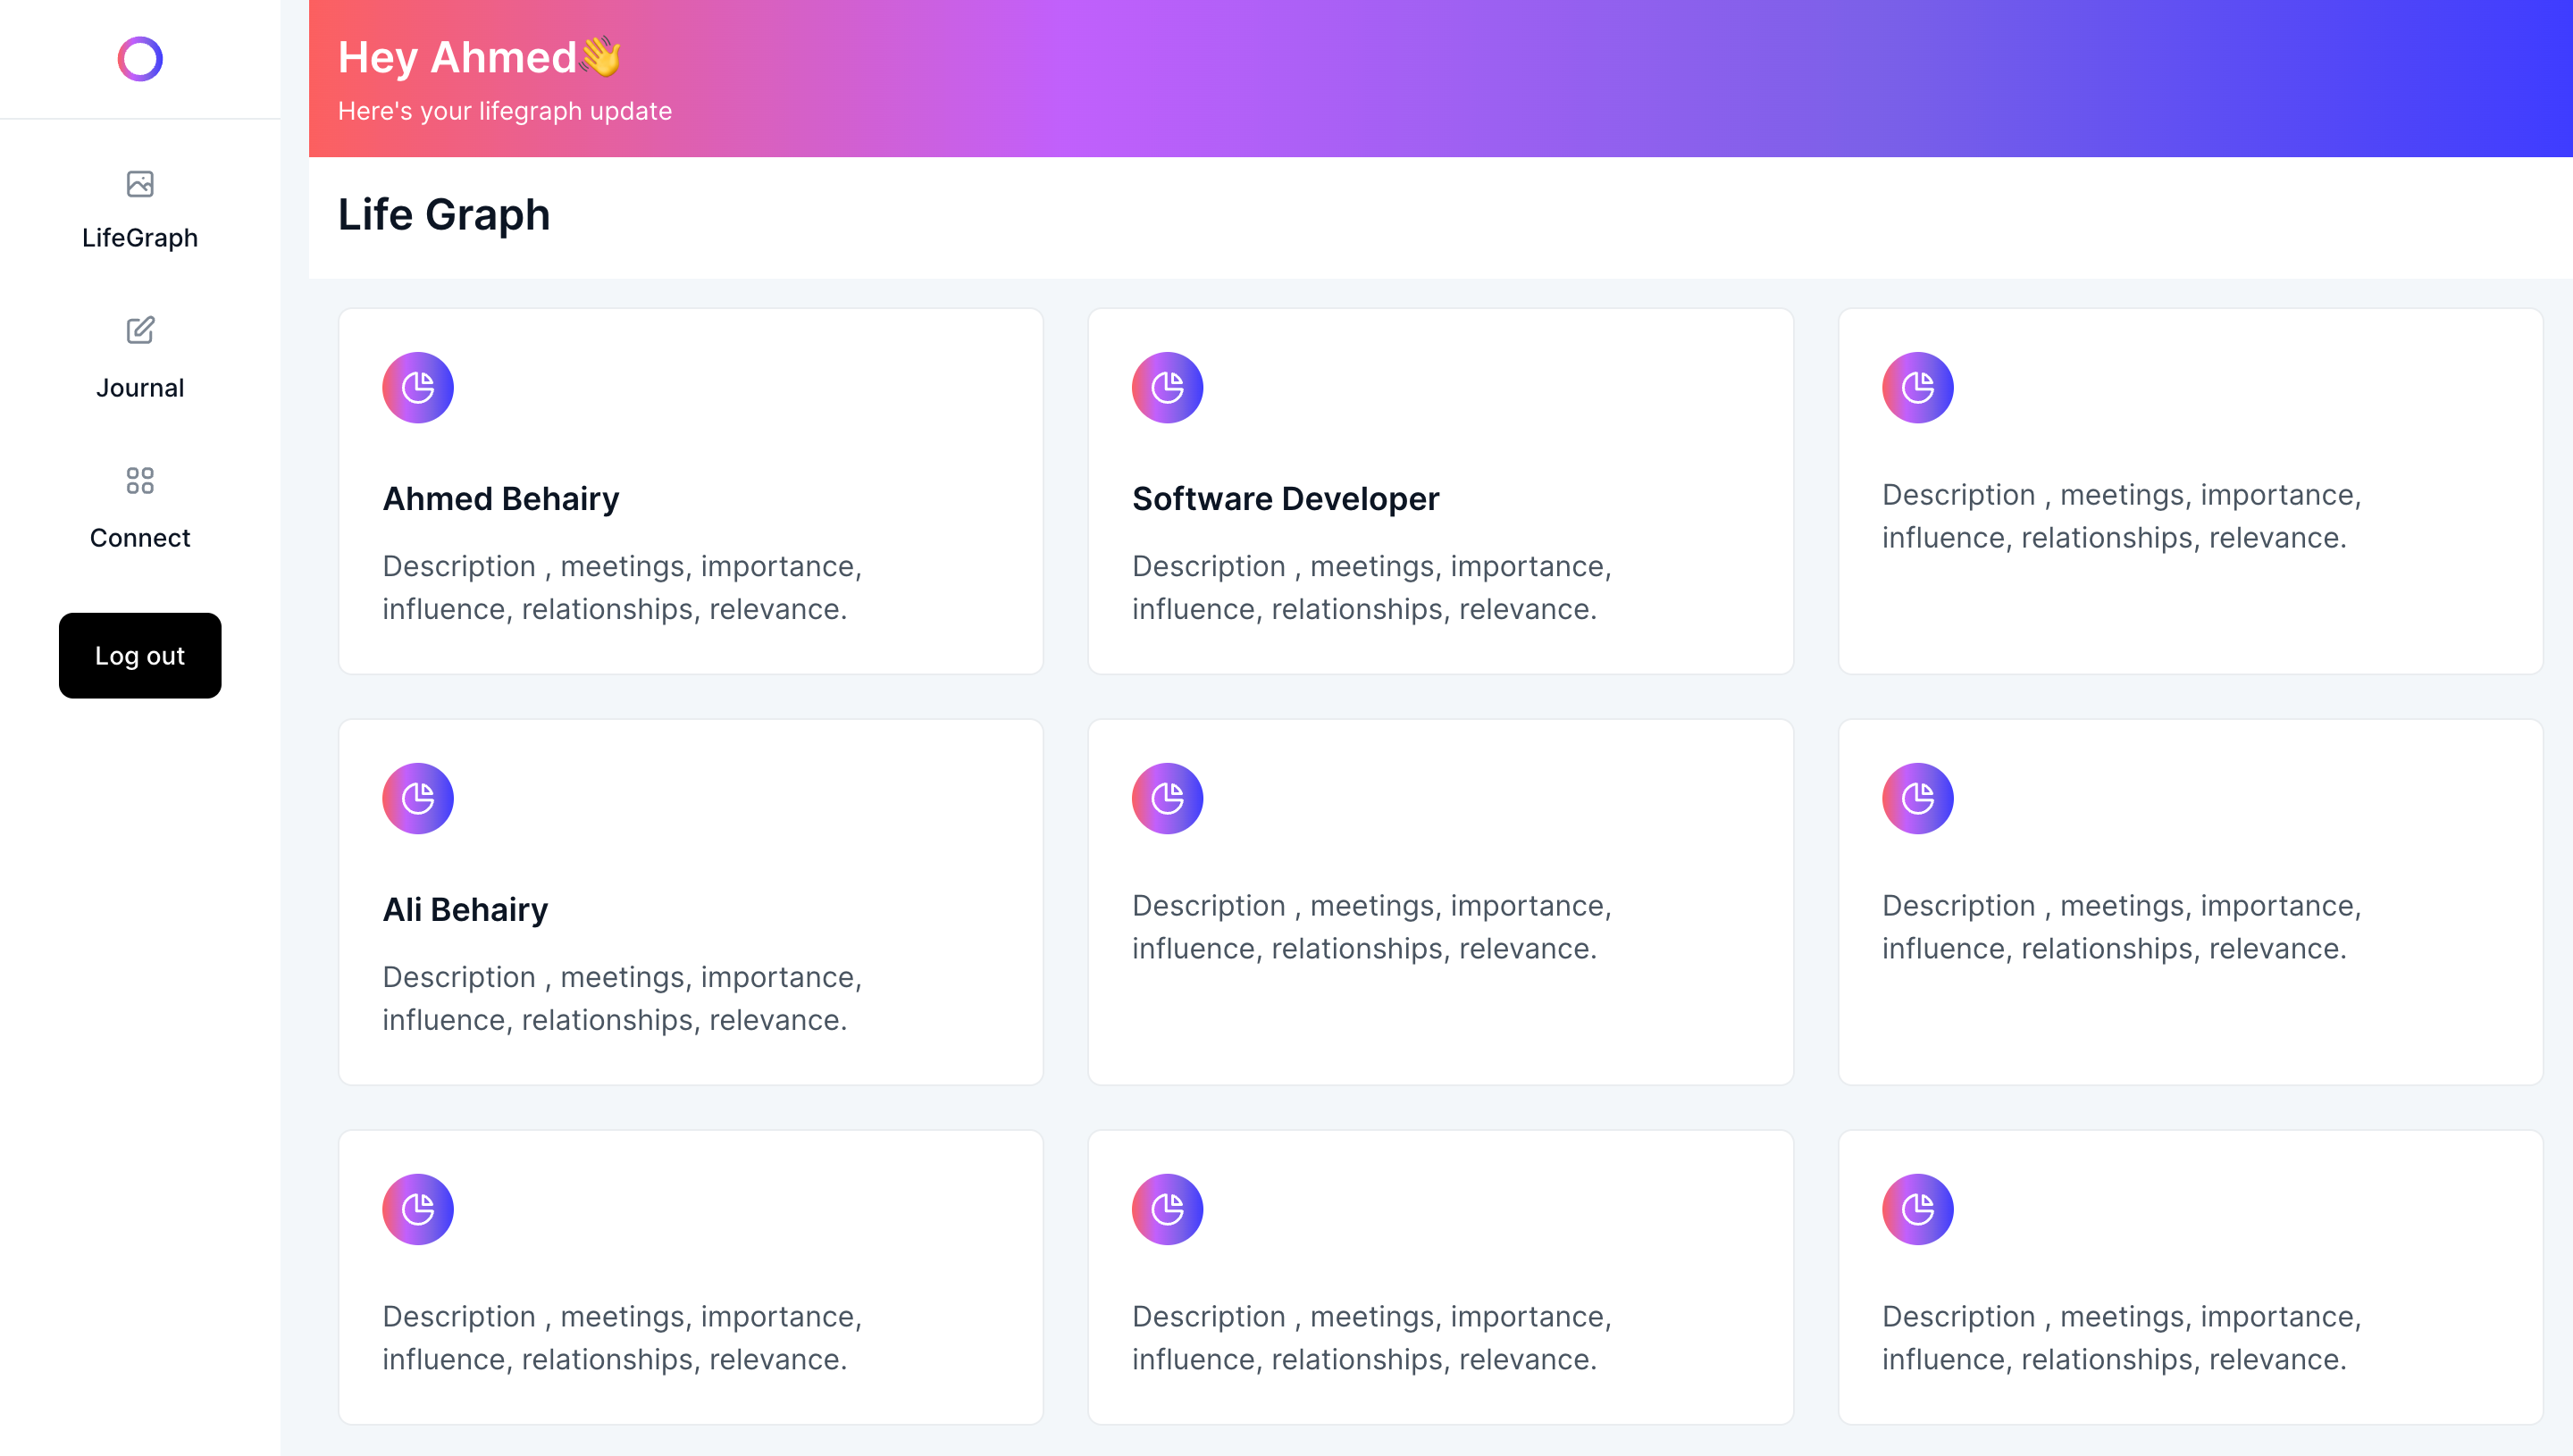 Hey Ahmed👋
Here's your lifegraph update
LifeGraph
Journal
Connect
Log out
Life Graph
Ahmed Behairy
Description , meetings, importance,
influence, relationships, relevance.
Software Developer
Description , meetings, importance,
influence, relationships, relevance.
Description , meetings, importance,
influence, relationships, relevance.
Ali Behairy
Description , meetings, importance,
influence, relationships, relevance.
Description , meetings, importance,
influence, relationships, relevance.
Description , meetings, importance,
influence, relationships, relevance.
Description , meetings, importance,
influence, relationships, relevance.
Description , meetings, importance,
influence, relationships, relevance.
Description , meetings, importance,
influence, relationships, relevance.